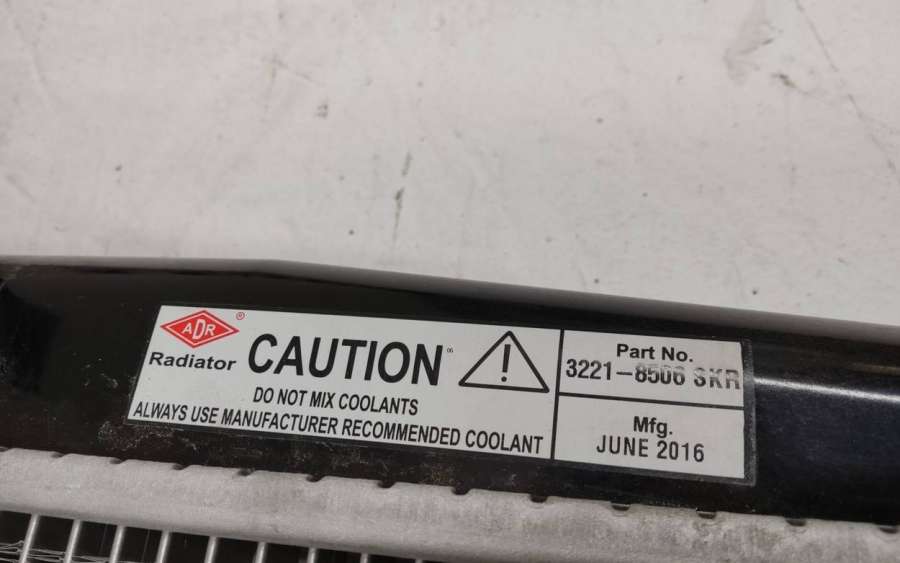 ADR ®
Radiator
CAUTION
DO NOT MIX COOLANTS
ALWAYS USE MANUFACTURER RECOMMENDED COOLANT
Part No.
3221-8506 SKR
Mfg.
JUNE 2016